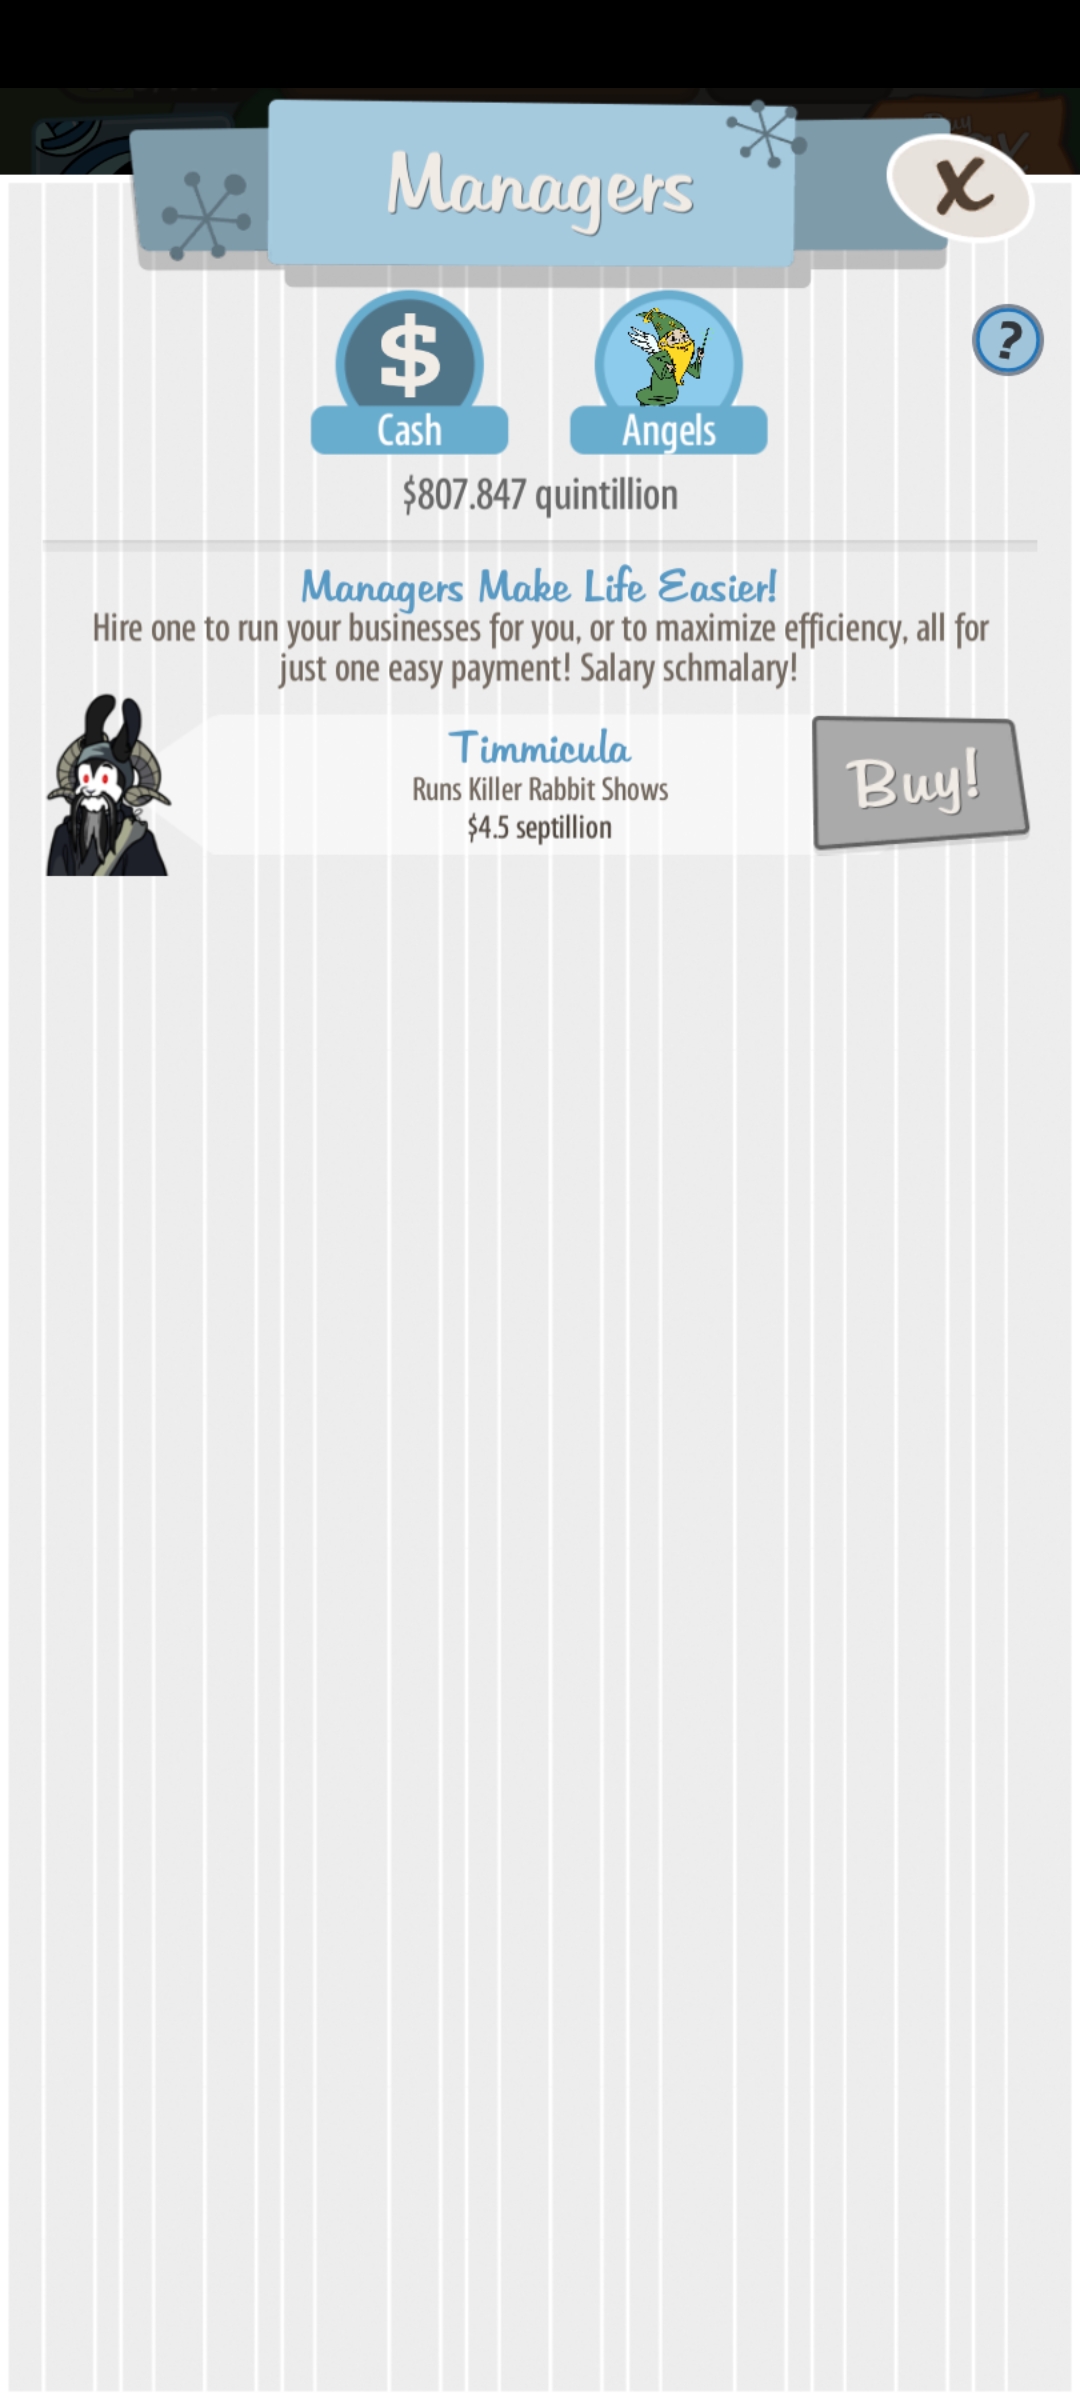 Managers
X
$
Cash
Angels
?
$807.847 quintillion
Managers Make Life Easier!
Hire one to run your businesses for you, or to maximize efficiency, all for
just one easy payment! Salary schmalary!
Timmicula
Runs Killer Rabbit Shows
$4.5 septillion
Buy!